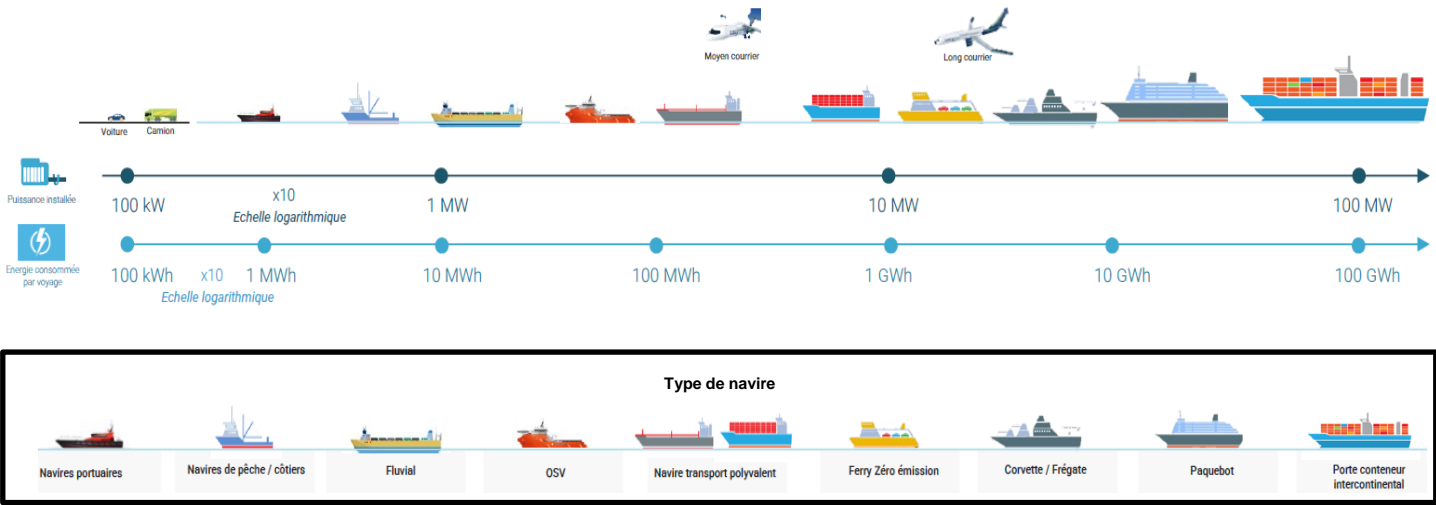 Moyen courrier
Long courrier
Voiture
Camion
Puissance installée
100 kW
x10
Echelle logarithmique
1 MW
10 MW
100 MW
Energie consommée
par voyage
100 kWh
x10
Echelle logarithmique
1 MWh
10 MWh
100 MWh
1 GWh
10 GWh
100 GWh
Type de navire
Navires portuaires
Navires de pêche / côtiers
Fluvial
OSV
Navire transport polyvalent
Ferry Zéro émission
Corvette / Frégate
Paquebot
Porte conteneur
intercontinental